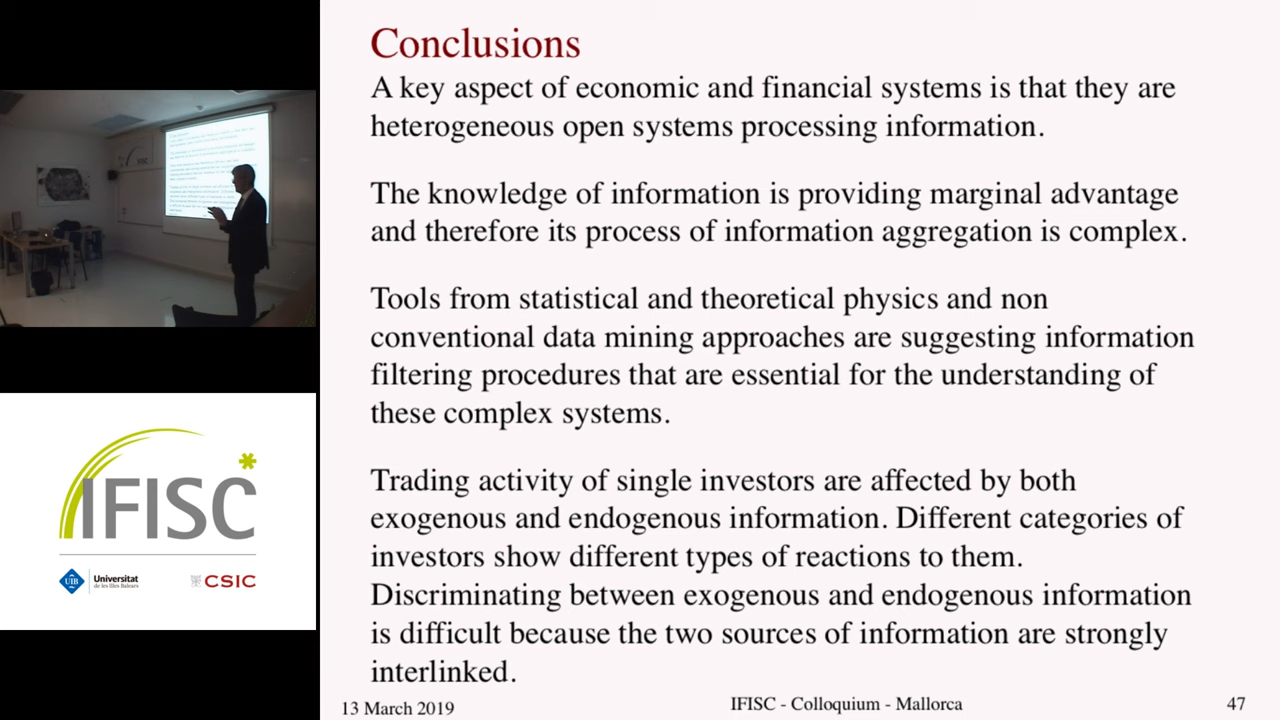 Conclusions
A key aspect of economic and financial systems is that they are
heterogeneous open systems processing information.
The knowledge of information is providing marginal advantage
and therefore its process of information aggregation is complex.
Tools from statistical and theoretical physics and non
conventional data mining approaches are suggesting information
filtering procedures that are essential for the understanding of
these complex systems.
Trading activity of single investors are affected by both
exogenous and endogenous information. Different categories of
investors show different types of reactions to them.
Discriminating between exogenous and endogenous information
is difficult because the two sources of information are strongly
interlinked.
13 March 2019
IFISC - Colloquium - Mallorca
47
IFISC
UIB
Universitat
de les Illes Balears
CSIC